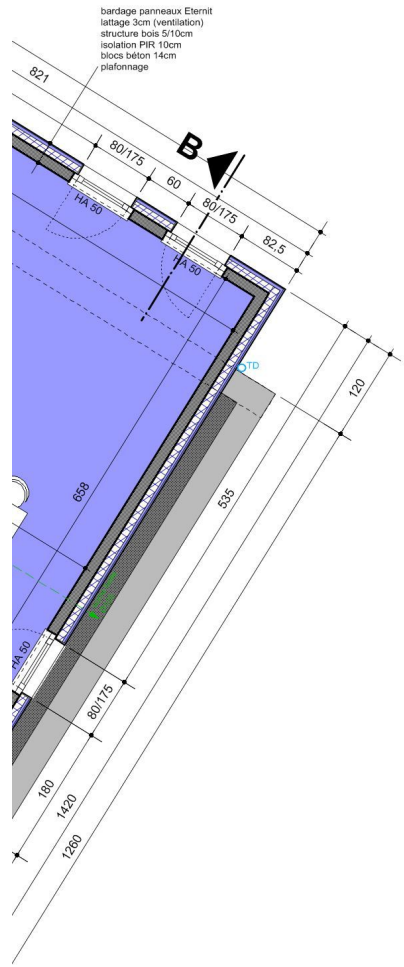 bardage panneaux Eternit
lattage 3cm (ventilation)
structure bois 5/10cm
isolation PIR 10cm
blocs béton 14cm
plafonnage
821
B
80/175
60
80/175
82,5
HA 50
HA 50
TD
120
658
535
HA 50
80/175
180
1420
1260